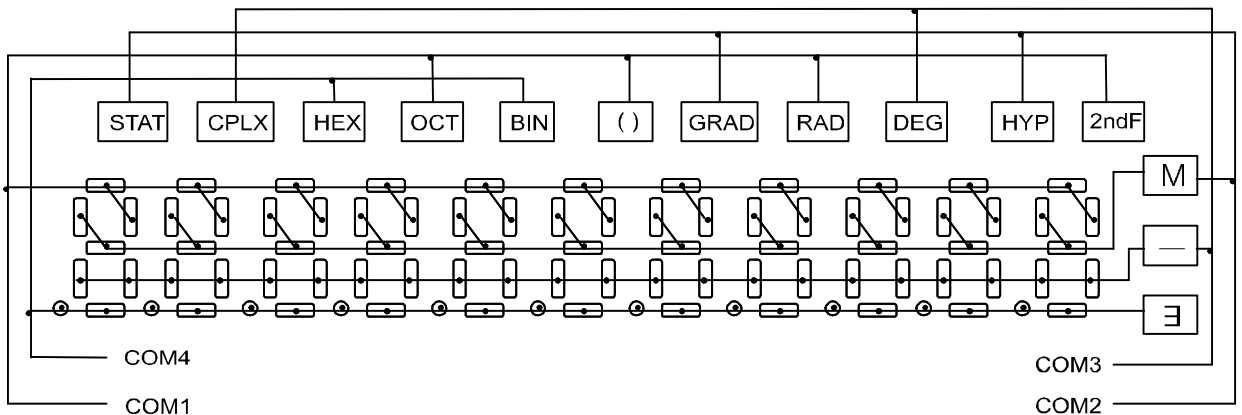 STAT CPLX HEX OCT BIN ( ) GRAD RAD DEG HYP 2ndF
M
—
Ǝ
COM4 COM3
COM1 COM2